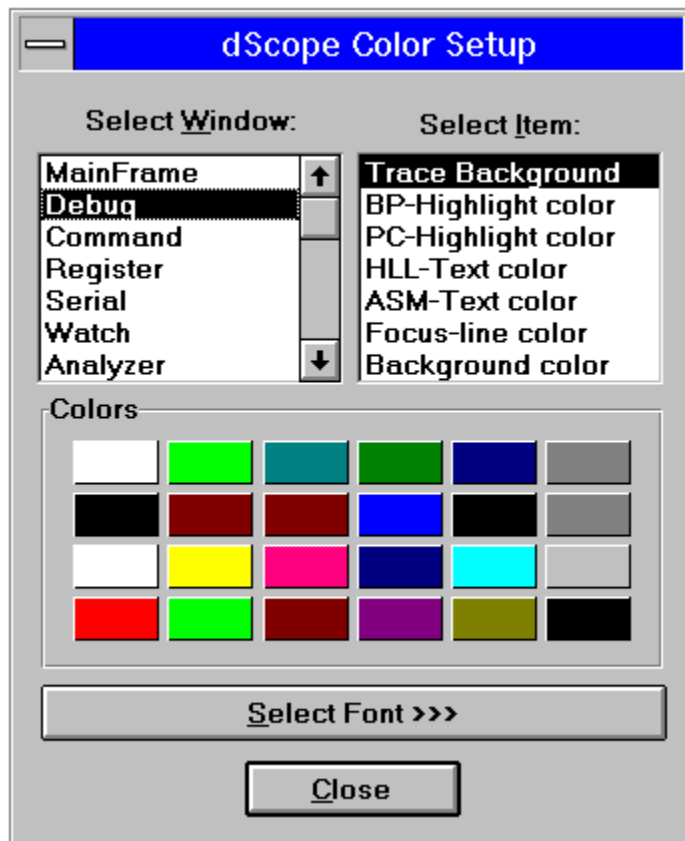 dScope Color Setup
Select Window:
MainFrame
Debug
Command
Register
Serial
Watch
Analyzer
Select Item:
Trace Background
BP-Highlight color
PC-Highlight color
HLL-Text color
ASM-Text color
Focus-line color
Background color
Colors
Select Font >>>
Close